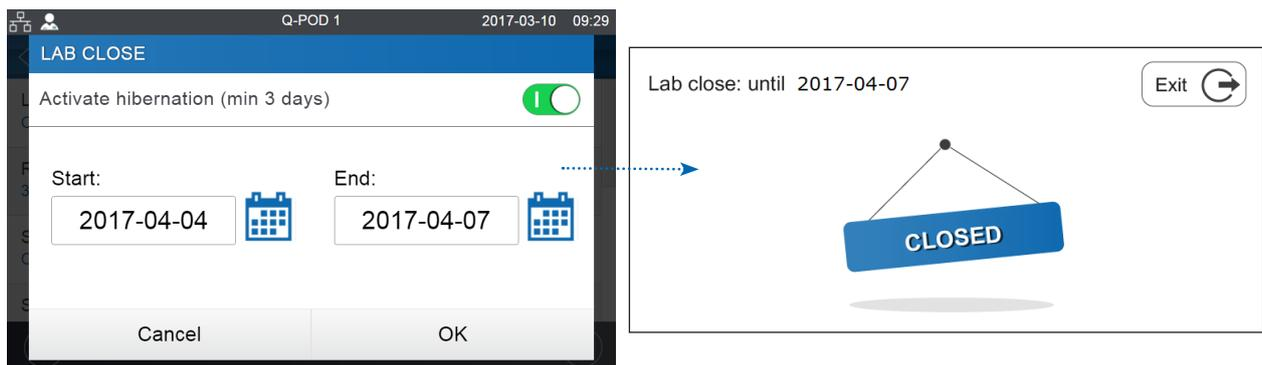 Q-POD 1 2017-03-10 09:29
LAB CLOSE
Activate hibernation (min 3 days)
Start: End:
2017-04-04 2017-04-07
Cancel OK
Lab close: until 2017-04-07 Exit
CLOSED